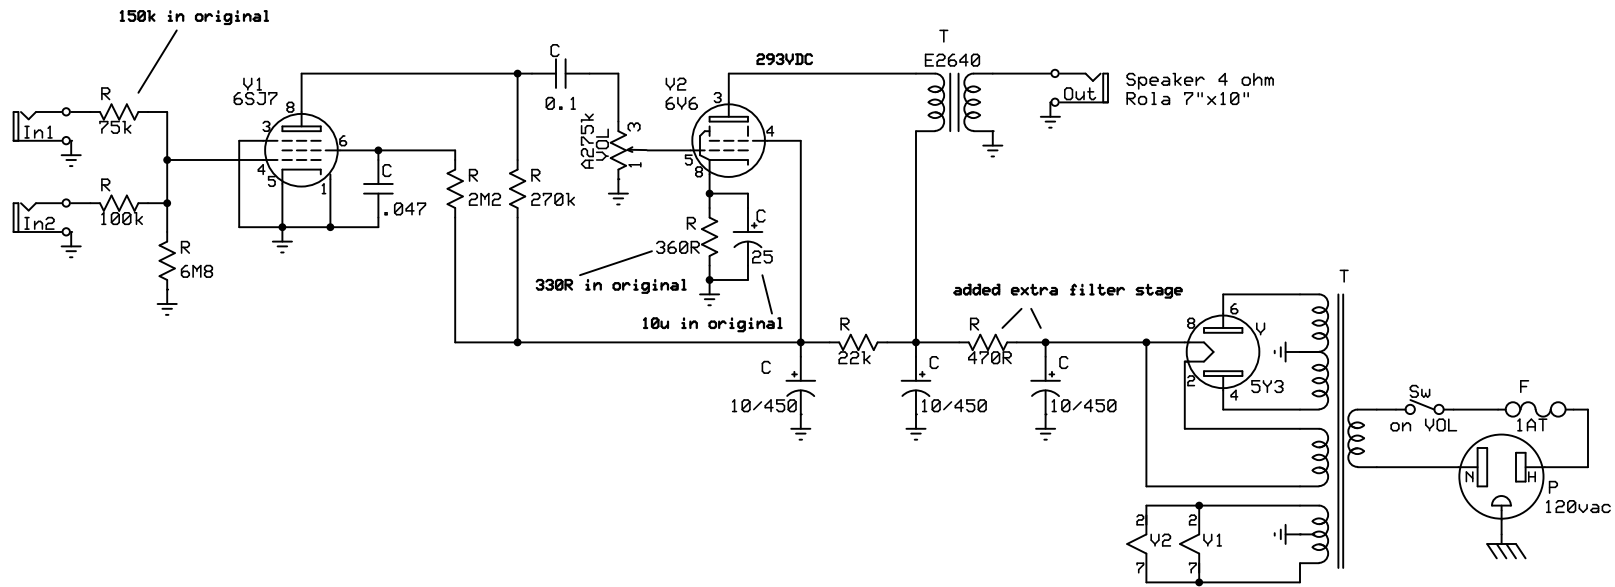 150k in original
R
75k
In1
R
100k
In2
R
6M8
V1
6SJ7
8
3
6
4
5
1
C
.047
R
2M2
R
270k
C
0.1
A275k
VOL
3
1
V2
6V6
3
4
5
8
293VDC
R
360R
330R in original
C
+
25
10u in original
T
E2640
Out
Speaker 4 ohm
Rola 7"x10"
added extra filter stage
R
22k
R
470R
C
+
10/450
C
+
10/450
C
+
10/450
T
8
6
V
2
4
5Y3
Sw
on VOL
F
1AT
N
H
P
120vac
2
V2
7
2
V1
7